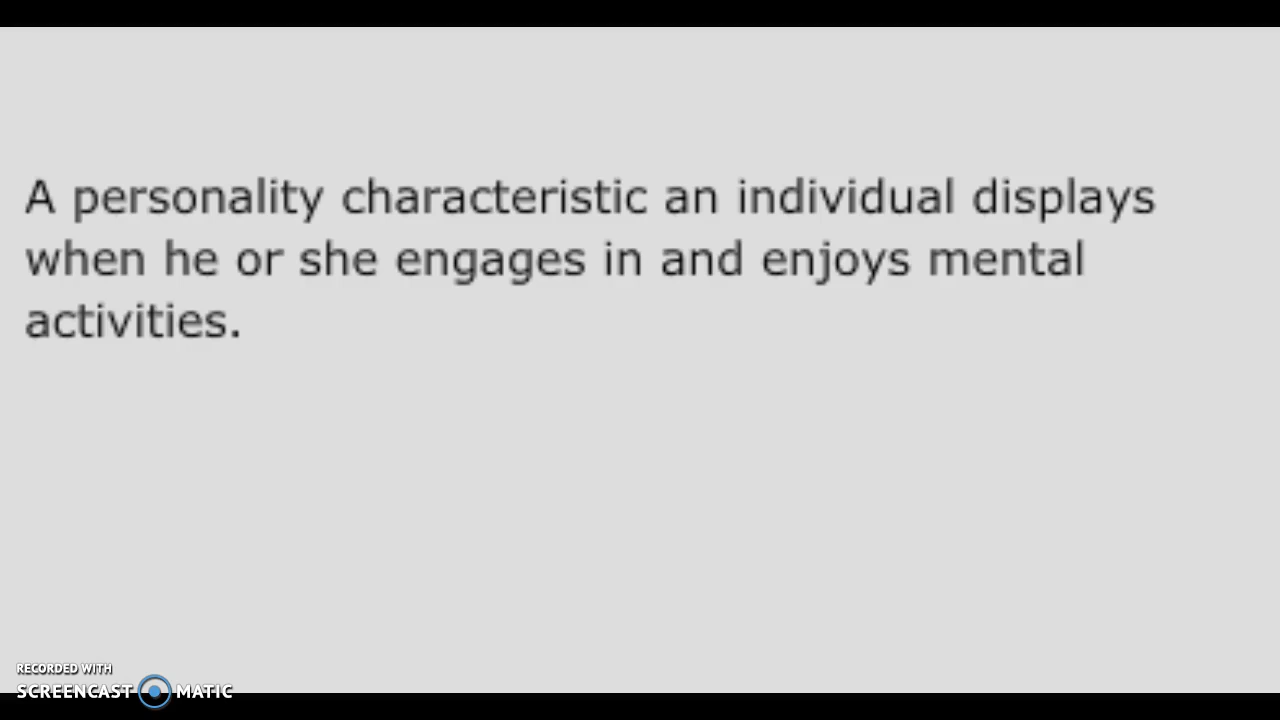 A personality characteristic an individual displays
when he or she engages in and enjoys mental
activities.
RECORDED WITH
SCREENCAST MATIC